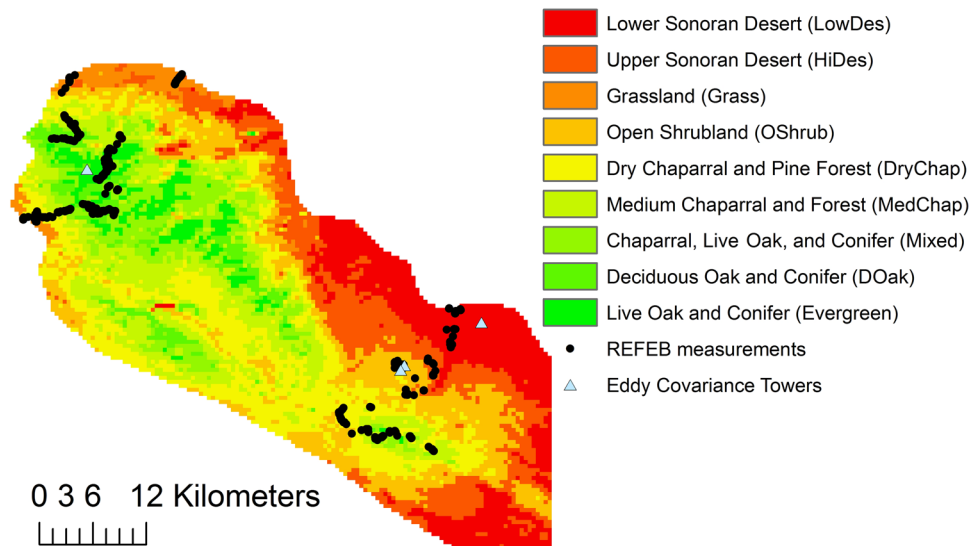 Lower Sonoran Desert (LowDes)
Upper Sonoran Desert (HiDes)
Grassland (Grass)
Open Shrubland (OShrub)
Dry Chaparral and Pine Forest (DryChap)
Medium Chaparral and Forest (MedChap)
Chaparral, Live Oak, and Conifer (Mixed)
Deciduous Oak and Conifer (DOak)
Live Oak and Conifer (Evergreen)
REFEB measurements
Eddy Covariance Towers
0 3 6 12 Kilometers